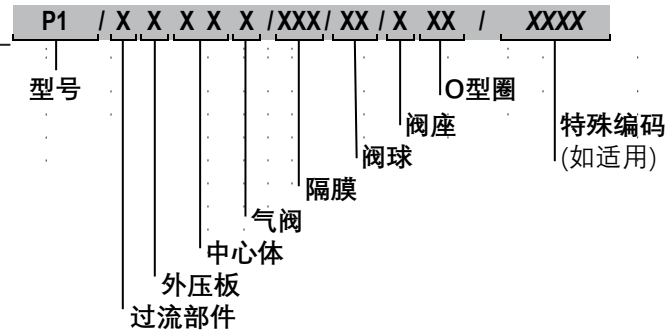 P1 / X X X X X / XXX / XX / X XX / XXXX
型号
O型圈
阀座
特殊编码
阀球
(如适用)
隔膜
气阀
中心体
外压板
过流部件